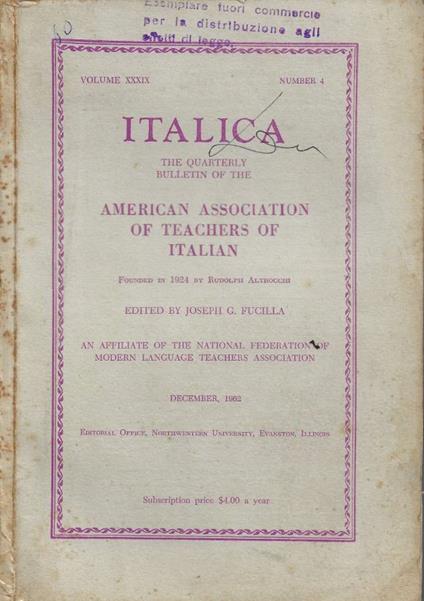 Esemplare fuori commercio
per la distribuzione agli
effetti di legge.
VOLUME XXXIX
NUMBER 4
ITALICA
THE QUARTERLY
BULLETIN OF THE
AMERICAN ASSOCIATION
OF TEACHERS OF
ITALIAN
FOUNDED IN 1924 BY RUDOLPH ALTROCCHI
EDITED BY JOSEPH G. FUCILLA
AN AFFILIATE OF THE NATIONAL FEDERATION OF
MODERN LANGUAGE TEACHERS ASSOCIATION
DECEMBER, 1962
EDITORIAL OFFICE, NORTHWESTERN UNIVERSITY, EVANSTON, ILLINOIS
Subscription price $4.00 a year